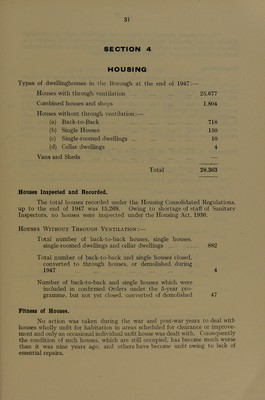 31
SECTION 4
HOUSING
Types of dwellinghouses in the Borough at the end of 1947:—
Houses with through ventilation 25,677
Combined houses and shops 1,804
Houses without through ventilation:—
(a) Back-to-Back 718
(b) Single Houses 150
(c) Single-roomed dwellings 10
(d) Cellar dwellings 4
Vans and Sheds —
Total 28,363
Houses Inspected and Recorded.
The total houses recorded under the Housing Consolidated Regulations,
up to the end of 1947 was 15,268. Owing to shortage of staff of Sanitary
Inspectors, no houses were inspected under the Housing Act, 1936.
Houses Without Through Ventilation:—
Total number of back-to-back houses, single houses,
single-roomed dwellings and cellar dwellings 882
Total number of back-to-back and single houses closed,
converted to through houses, or demolished during
1947 4
Number of back-to-back and single houses which were
included in confirmed Orders under the 5-year pro-
gramme, but not yet closed, converted of demolished 47
Fitness of Houses.
No action was taken during the war and post-war years to deal with
houses wholly unfit for habitation in areas scheduled for clearance or improve-
ment and only an occasional individual unfit house was dealt with. Consequently
the condition of such houses, which are still occupied, has become much worse
than it was nine years ago, and others have become unfit owing to lack of
essential repairs.